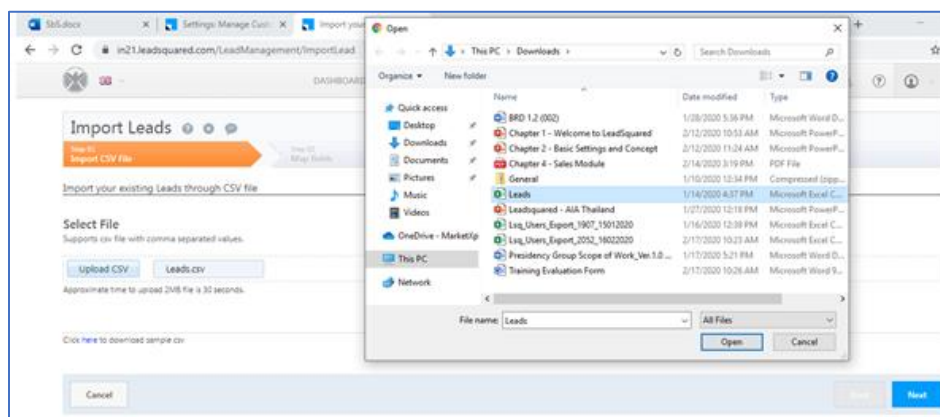 SbS.docx
Settings: Manage Cust
Import your
in21.leadsquared.com/LeadManagement/ImportLead
DASHBOARD
Import Leads
Step 01
Import CSV File
Step 02
Map fields
Import your existing Leads through CSV file
Select File
Supports csv file with comma separated values.
Upload CSV Leads.csv
Approximate time to upload 2MB file is 30 seconds.
Click here to download sample csv
Cancel
Next
Open
This PC > Downloads >
Search Downloads
Organize New folder
Quick access
Desktop
Downloads
Documents
Pictures
Music
Videos
OneDrive - MarketXp
This PC
Network
Name Date modified Type
BRD 1.2 (002) 1/28/2020 5:36 PM Microsoft Word D...
Chapter 1 - Welcome to LeadSquared 2/12/2020 10:53 AM Microsoft PowerP...
Chapter 2 - Basic Settings and Concept 2/12/2020 11:24 AM Microsoft PowerP...
Chapter 4 - Sales Module 2/14/2020 3:19 PM PDF File
General 1/10/2020 12:34 PM Compressed (zipp...
Leads 1/14/2020 4:37 PM Microsoft Excel C...
Leadsquared - AIA Thailand 1/27/2020 12:18 PM Microsoft PowerP...
Lsq_Users_Export_1907_15012020 1/16/2020 12:39 PM Microsoft Excel C...
Lsq_Users_Export_2052_16022020 2/17/2020 10:23 AM Microsoft Excel C...
Presidency Group Scope of Work_Ver.1.0 ... 1/17/2020 5:21 PM Microsoft Word D...
Training Evaluation Form 2/17/2020 10:26 AM Microsoft Word 9...
File name: Leads All Files
Open Cancel